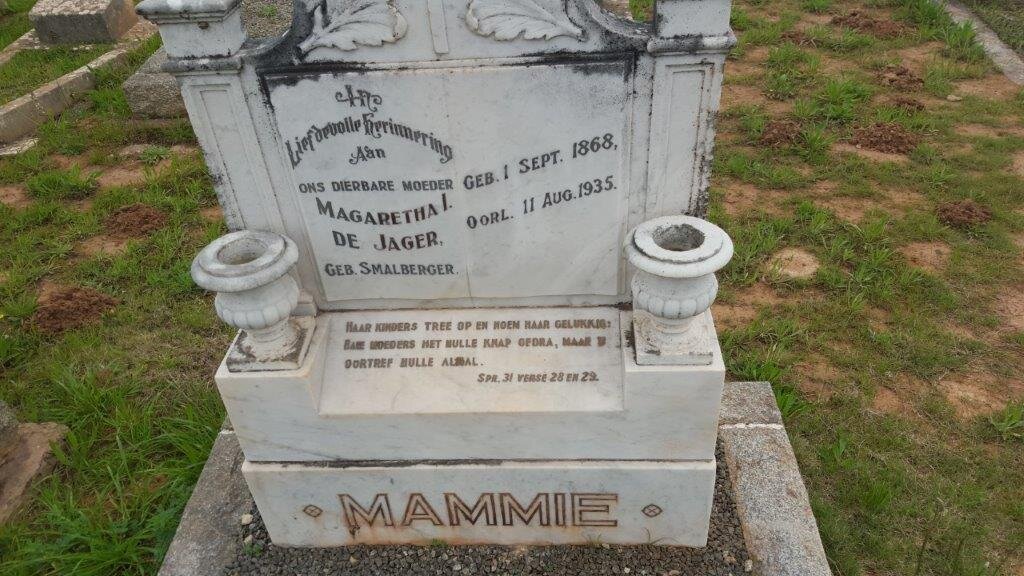 In
Liefdevolle Herinnering
Aan
ONS DIERBARE MOEDER
MAGARETHA I.
DE JAGER,
GEB. SMALBERGER.
GEB. 1 SEPT. 1868,
OORL. 11 AUG. 1935.
HAAR KINDERS TREE OP EN NOEM HAAR GELUKKIG:
BAIE MOEDERS HET HULLE KNAP GEDRA, MAAR U
OORTREF HULLE ALMAL.
SPR. 31 VERSE 28 EN 29.
MAMMIE